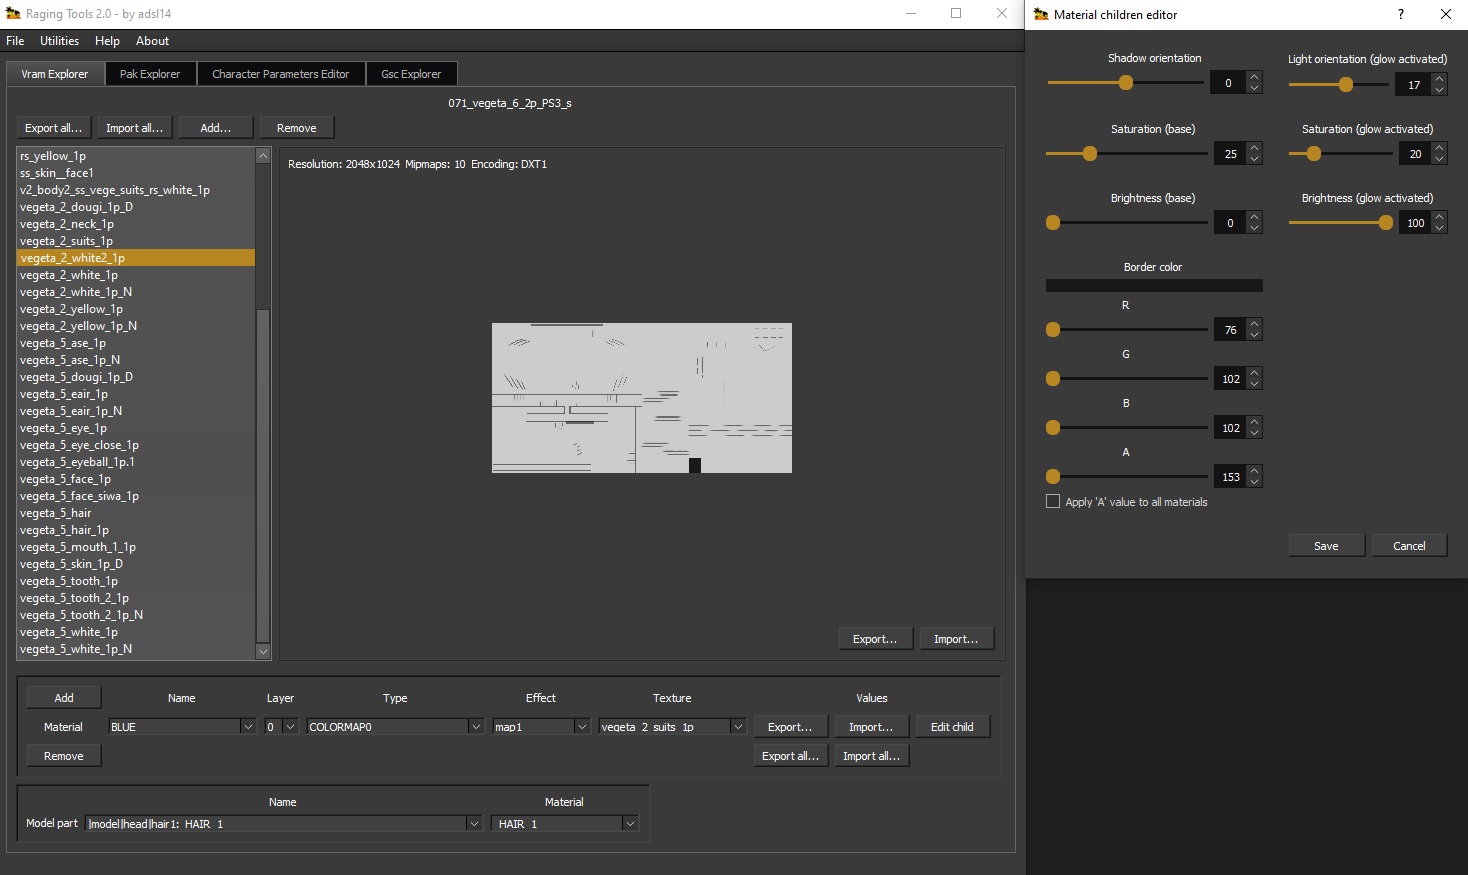 Raging Tools 2.0 - by adsl14
File Utilities Help About
Vram Explorer Pak Explorer Character Parameters Editor Gsc Explorer
071_vegeta_6_2p_PS3_s
Export all... Import all... Add... Remove
rs_yellow_1p
ss_skin__face1
v2_body2_ss_vege_suits_rs_white_1p
vegeta_2_dougi_1p_D
vegeta_2_neck_1p
vegeta_2_suits_1p
vegeta_2_white2_1p
vegeta_2_white_1p
vegeta_2_white_1p_N
vegeta_2_yellow_1p
vegeta_2_yellow_1p_N
vegeta_5_ase_1p
vegeta_5_ase_1p_N
vegeta_5_dougi_1p_D
vegeta_5_eair_1p
vegeta_5_eair_1p_N
vegeta_5_eye_1p
vegeta_5_eye_close_1p
vegeta_5_eyeball_1p.1
vegeta_5_face_1p
vegeta_5_face_siwa_1p
vegeta_5_hair
vegeta_5_hair_1p
vegeta_5_mouth_1_1p
vegeta_5_skin_1p_D
vegeta_5_tooth_1p
vegeta_5_tooth_2_1p
vegeta_5_tooth_2_1p_N
vegeta_5_white_1p
vegeta_5_white_1p_N
Resolution: 2048x1024 Mipmaps: 10 Encoding: DXT1
Export... Import...
Add Name Layer Type Effect Texture Values
Material BLUE 0 COLORMAP0 map1 vegeta_2_suits_1p Export... Import... Edit child
Remove Export all... Import all...
Name Material
Model part |model|head|hair1: HAIR_1 HAIR_1
Material children editor
?
Shadow orientation Light orientation (glow activated)
0 17
Saturation (base) Saturation (glow activated)
25 20
Brightness (base) Brightness (glow activated)
0 100
Border color
R
76
G
102
B
102
A
153
Apply 'A' value to all materials
Save Cancel